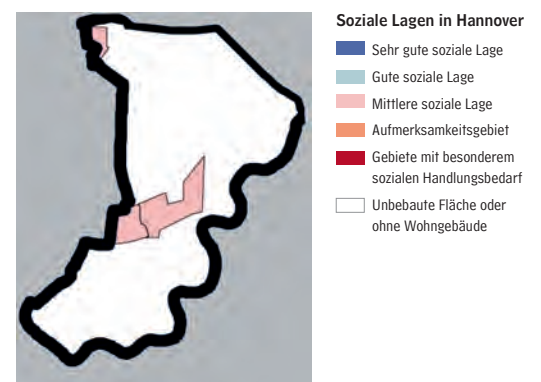 Soziale Lagen in Hannover
Sehr gute soziale Lage
Gute soziale Lage
Mittlere soziale Lage
Aufmerksamkeitsgebiet
Gebiete mit besonderem
sozialen Handlungsbedarf
Unbebaute Fläche oder
ohne Wohngebäude